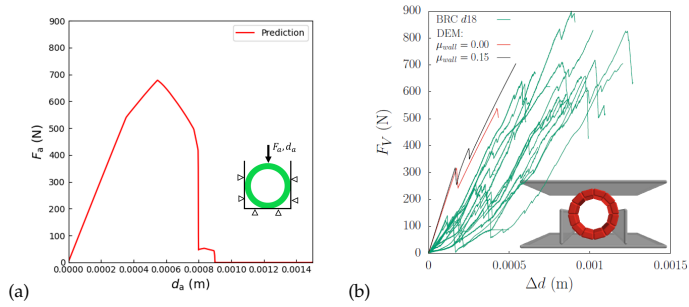 900
800
700
600
500
400
300
200
100
0
0.0000 0.0002 0.0004 0.0006 0.0008 0.0010 0.0012 0.0014
Fa (N)
da (m)
Prediction
Fa, da
(a)
900
800
700
600
500
400
300
200
100
0
0 0.0005 0.001 0.0015
FV (N)
Δd (m)
BRC d18
DEM:
μwall = 0.00
μwall = 0.15
(b)